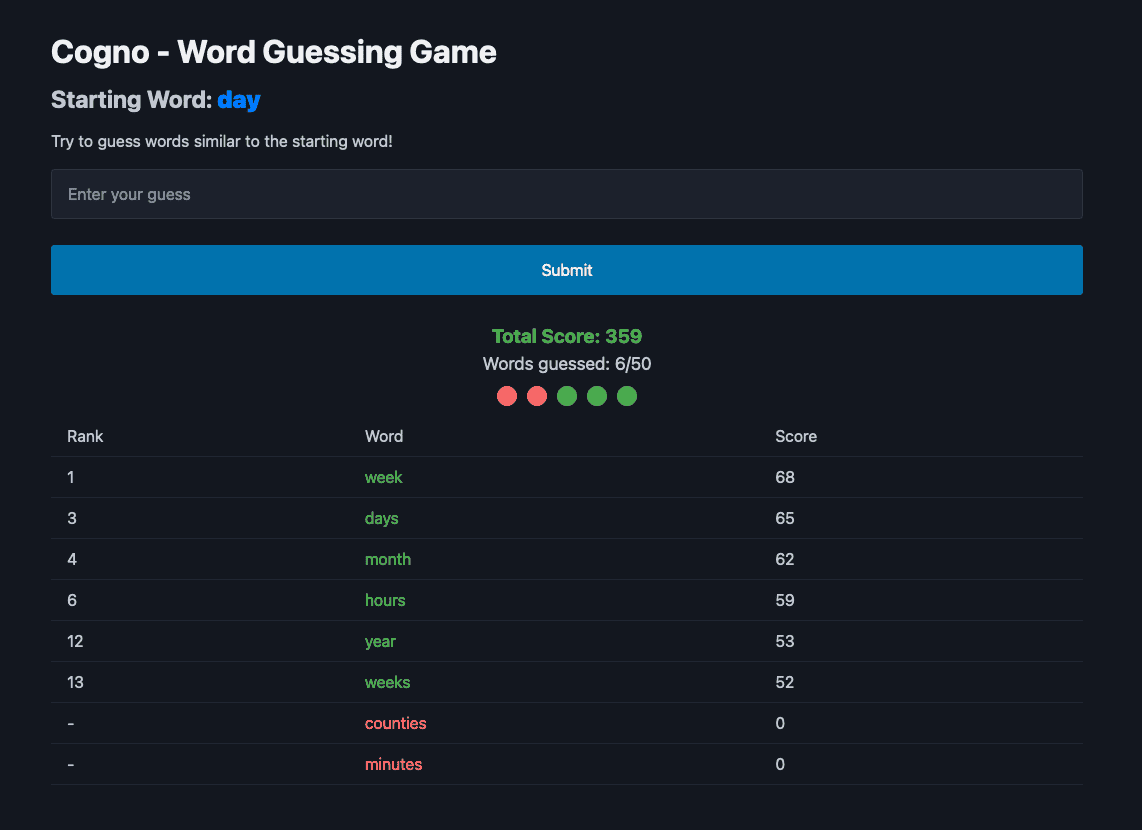 Cogno - Word Guessing Game
Starting Word: day
Try to guess words similar to the starting word!
Enter your guess
Submit
Total Score: 359
Words guessed: 6/50
Rank Word Score
1 week 68
3 days 65
4 month 62
6 hours 59
12 year 53
13 weeks 52
- counties 0
- minutes 0